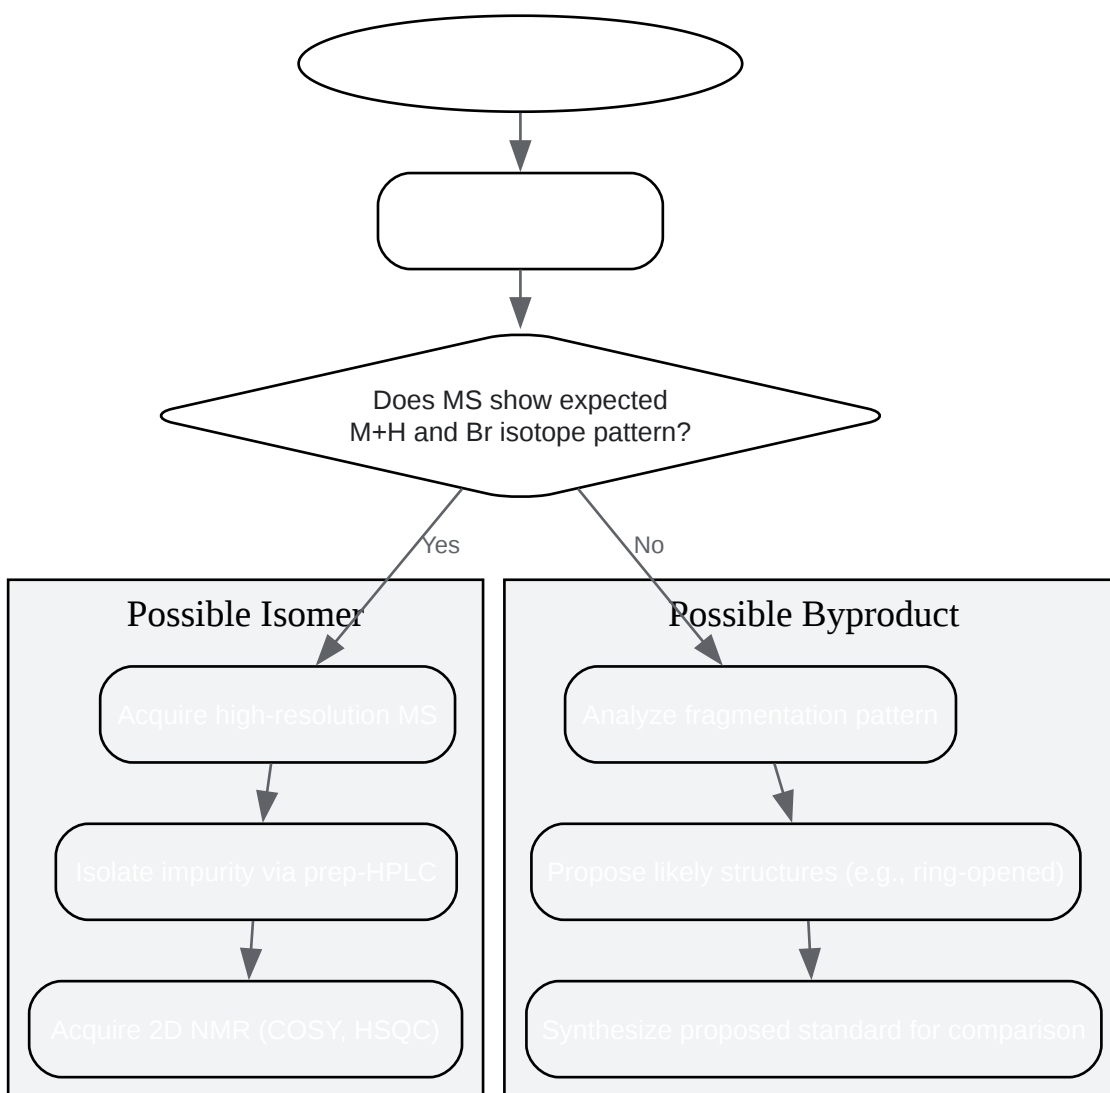 Does MS show expected
M+H and Br isotope pattern?
Yes
No
Possible Isomer
Possible Byproduct
Acquire high-resolution MS
Analyze fragmentation pattern
Isolate impurity via prep-HPLC
Propose likely structures (e.g., ring-opened)
Acquire 2D NMR (COSY, HSQC)
Synthesize proposed standard for comparison